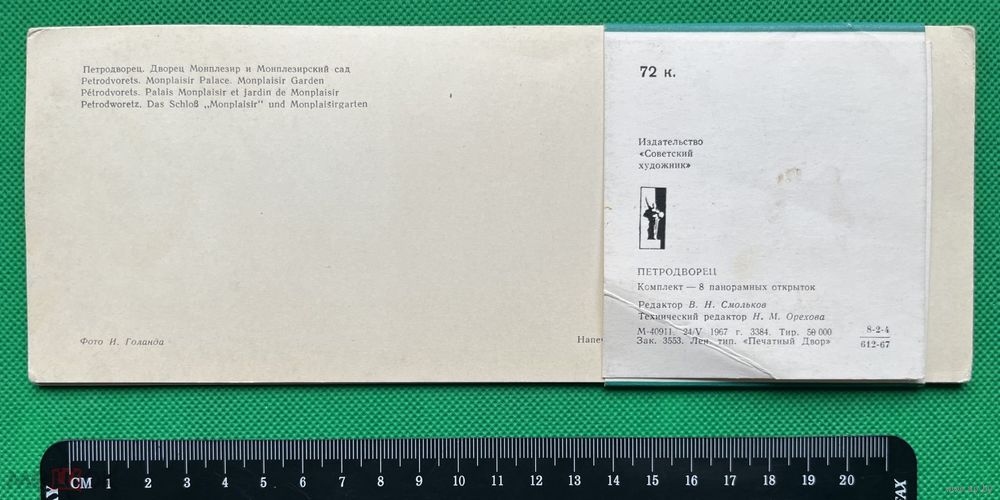 Петродворец. Дворец Монплезир и Монплезирский сад
Petrodvorets. Monplaisir Palace. Monplaisir Garden
Pétrodvorets. Palais Monplaisir et jardin de Monplaisir
Petrodworetz. Das Schloß „Monplaisir" und Monplaisirgarten
Фото И. Голанда
Напе
72 к.
Издательство
«Советский
художник»
ПЕТРОДВОРЕЦ
Комплект — 8 панорамных открыток
Редактор В. Н. Смольков
Технический редактор Н. М. Орехова
М-40911. 24/V 1967 г. 3384. Тир. 50 000
Зак. 3553. Лен. тип. «Печатный Двор»
8-2-4
612-67
CM 1 2 3 4 5 6 7 8 9 10 11 12 13 14 15 16 17 18 19 20